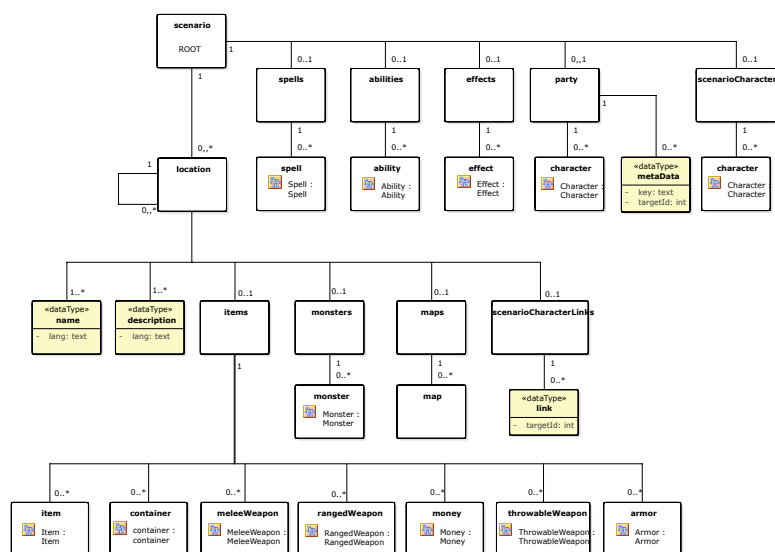 scenario
ROOT
1
1
0..1
0..1
0..1
0,,1
0..1
spells
abilities
effects
party
scenarioCharacter
1
1
1
1
1
1
0,,*
0..*
0..*
0..*
0..*
0..*
0..*
1
location
0,,*
spell
Spell :
Spell
ability
Ability :
Ability
effect
Effect :
Effect
character
Character :
Character
«dataType»
metaData
- key: text
- targetId: int
character
Character :
Character
1..*
1..*
0..1
0..1
0..1
0..1
«dataType»
name
- lang: text
«dataType»
description
- lang: text
items
monsters
maps
scenarioCharacterLinks
1
1
1
1
0..*
0..*
0..*
monster
Monster :
Monster
map
«dataType»
link
- targetId: int
0..*
0..*
0..*
0..*
0..*
0..*
0..*
item
Item :
Item
container
container :
container
meleeWeapon
MeleeWeapon :
MeleeWeapon
rangedWeapon
RangedWeapon :
RangedWeapon
money
Money :
Money
throwableWeapon
ThrowableWeapon :
ThrowableWeapon
armor
Armor :
Armor